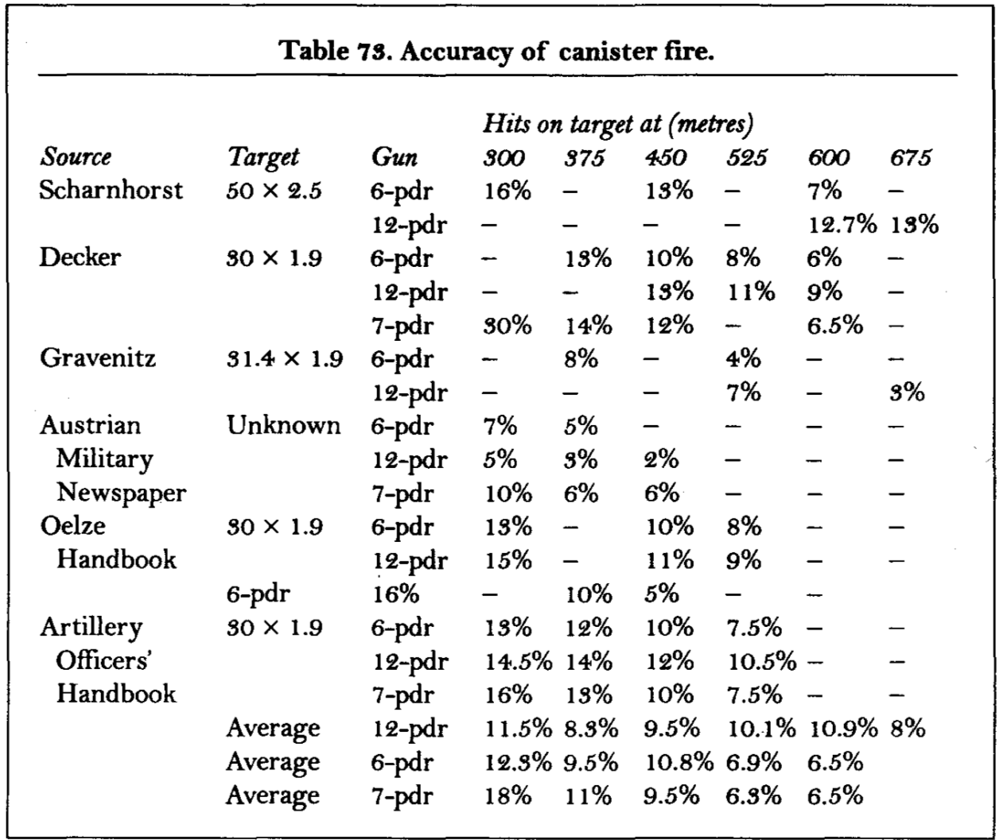 Table 73. Accuracy of canister fire.
Hits on target at (metres)
Source Target Gun 300 375 450 525 600 675
Scharnhorst 50 × 2.5 6-pdr 16% – 13% – 7% –
12-pdr – – – – 12.7% 13%
Decker 30 × 1.9 6-pdr – 13% 10% 8% 6% –
12-pdr – – 13% 11% 9% –
7-pdr 30% 14% 12% – 6.5% –
Gravenitz 31.4 × 1.9 6-pdr – 8% – 4% – –
12-pdr – – – 7% – 3%
Austrian Unknown 6-pdr 7% 5% – – – –
Military 12-pdr 5% 3% 2% – – –
Newspaper 7-pdr 10% 6% 6% – – –
Oelze 30 × 1.9 6-pdr 13% – 10% 8% – –
Handbook 12-pdr 15% – 11% 9% – –
6-pdr 16% – 10% 5% – –
Artillery 30 × 1.9 6-pdr 13% 12% 10% 7.5% – –
Officers' 12-pdr 14.5% 14% 12% 10.5% – –
Handbook 7-pdr 16% 13% 10% 7.5% – –
Average 12-pdr 11.5% 8.3% 9.5% 10.1% 10.9% 8%
Average 6-pdr 12.3% 9.5% 10.8% 6.9% 6.5%
Average 7-pdr 18% 11% 9.5% 6.3% 6.5%